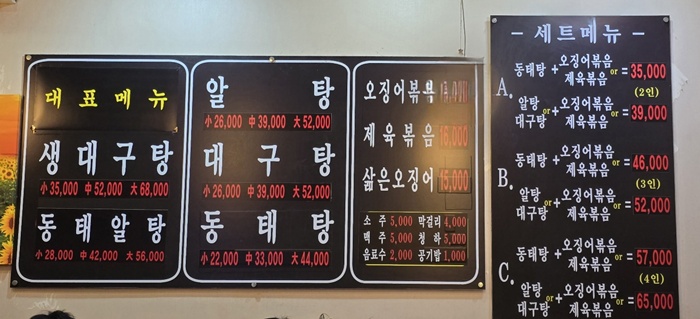 대표메뉴
생대구탕
小 35,000 中 52,000 大 68,000
동태알탕
小 28,000 中 42,000 大 56,000
알탕
小 26,000 中 39,000 大 52,000
대구탕
小 26,000 中 39,000 大 52,000
동태탕
小 22,000 中 33,000 大 44,000
오징어볶음
제육볶음
삶은오징어 15,000
소주 5,000 막걸리 4,000
맥주 5,000 청하 5,000
음료수 2,000 공기밥 1,000
- 세트메뉴 -
A.
동태탕 + 오징어볶음 or 제육볶음 = 35,000
(2인)
알탕 or 대구탕 + 오징어볶음 or 제육볶음 = 39,000
B.
동태탕 + 오징어볶음 or 제육볶음 = 46,000
(3인)
알탕 or 대구탕 + 오징어볶음 or 제육볶음 = 52,000
C.
동태탕 + 오징어볶음 or 제육볶음 = 57,000
(4인)
알탕 or 대구탕 + 오징어볶음 or 제육볶음 = 65,000